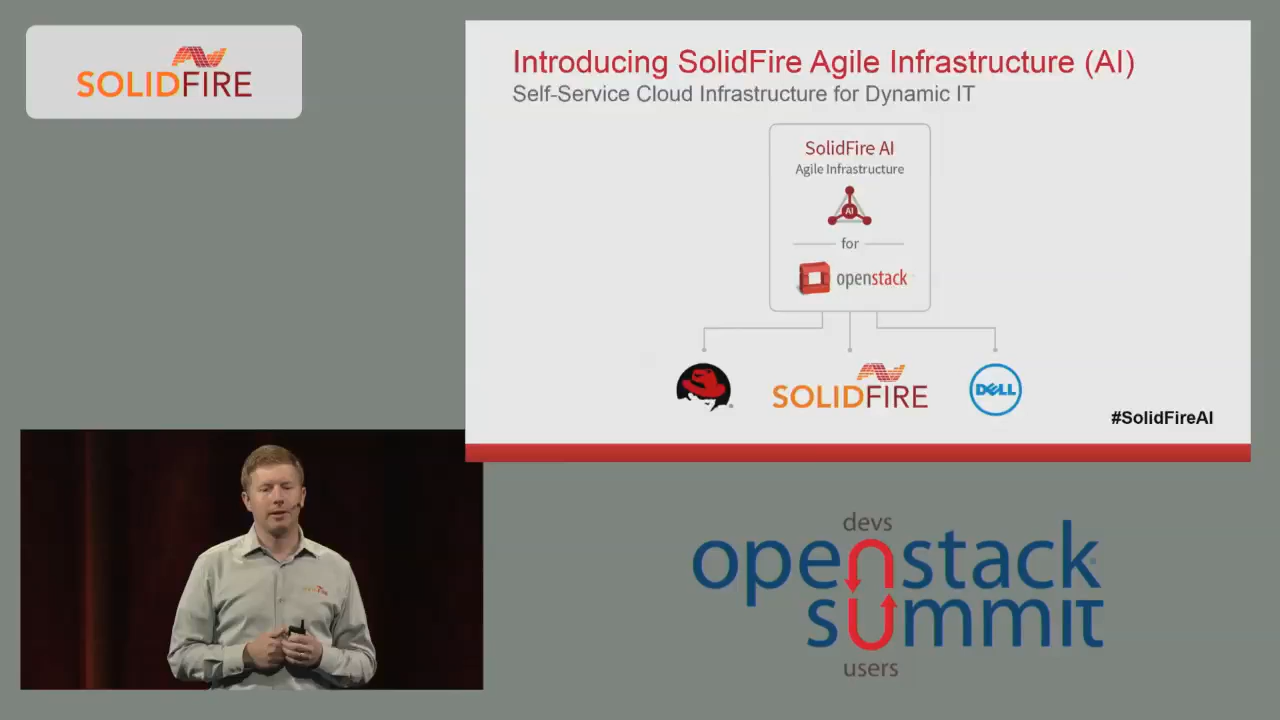 SOLIDFIRE
Introducing SolidFire Agile Infrastructure (AI)
Self-Service Cloud Infrastructure for Dynamic IT
SolidFire AI
Agile Infrastructure
AI
for
openstack
SOLIDFIRE
DELL
#SolidFireAI
devs
openstack
summit
users